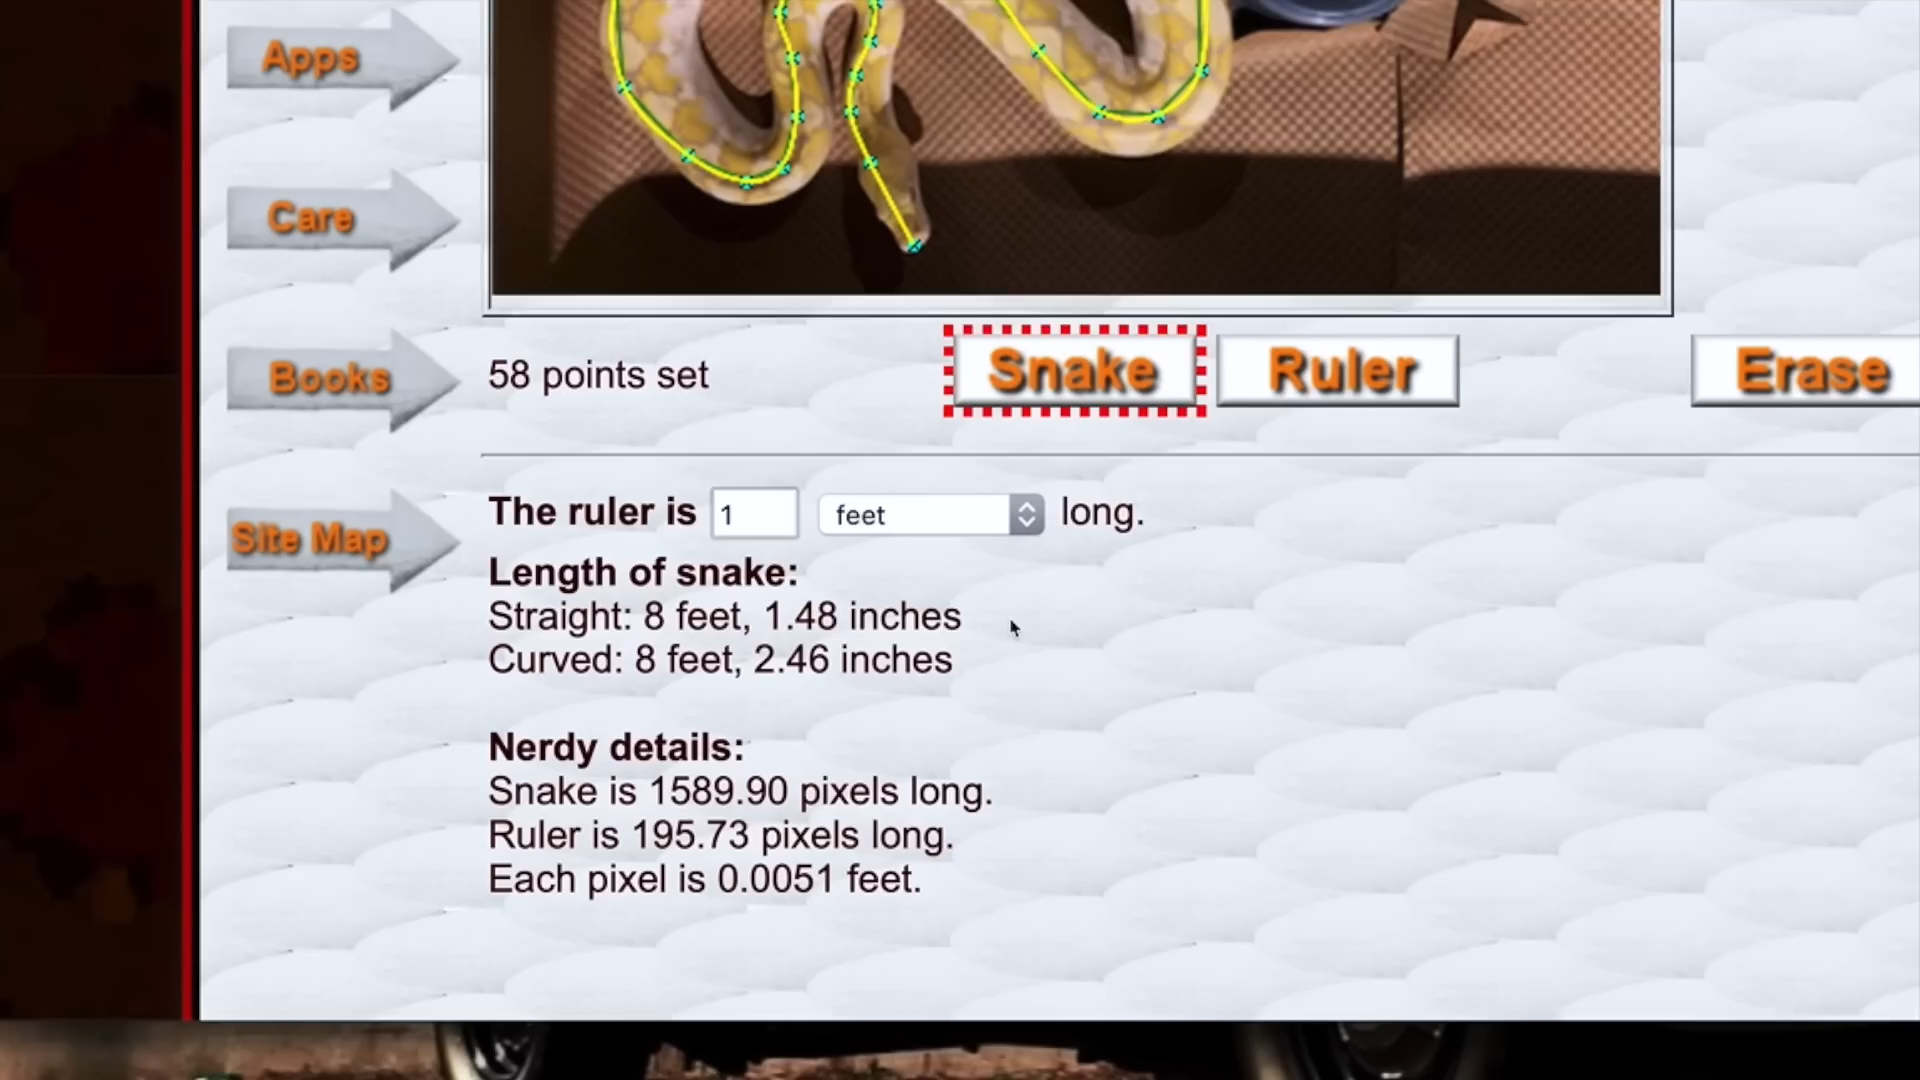 Apps
Care
Books
Site Map
58 points set
Snake
Ruler
Erase
The ruler is 1 feet long.
Length of snake:
Straight: 8 feet, 1.48 inches
Curved: 8 feet, 2.46 inches
Nerdy details:
Snake is 1589.90 pixels long.
Ruler is 195.73 pixels long.
Each pixel is 0.0051 feet.